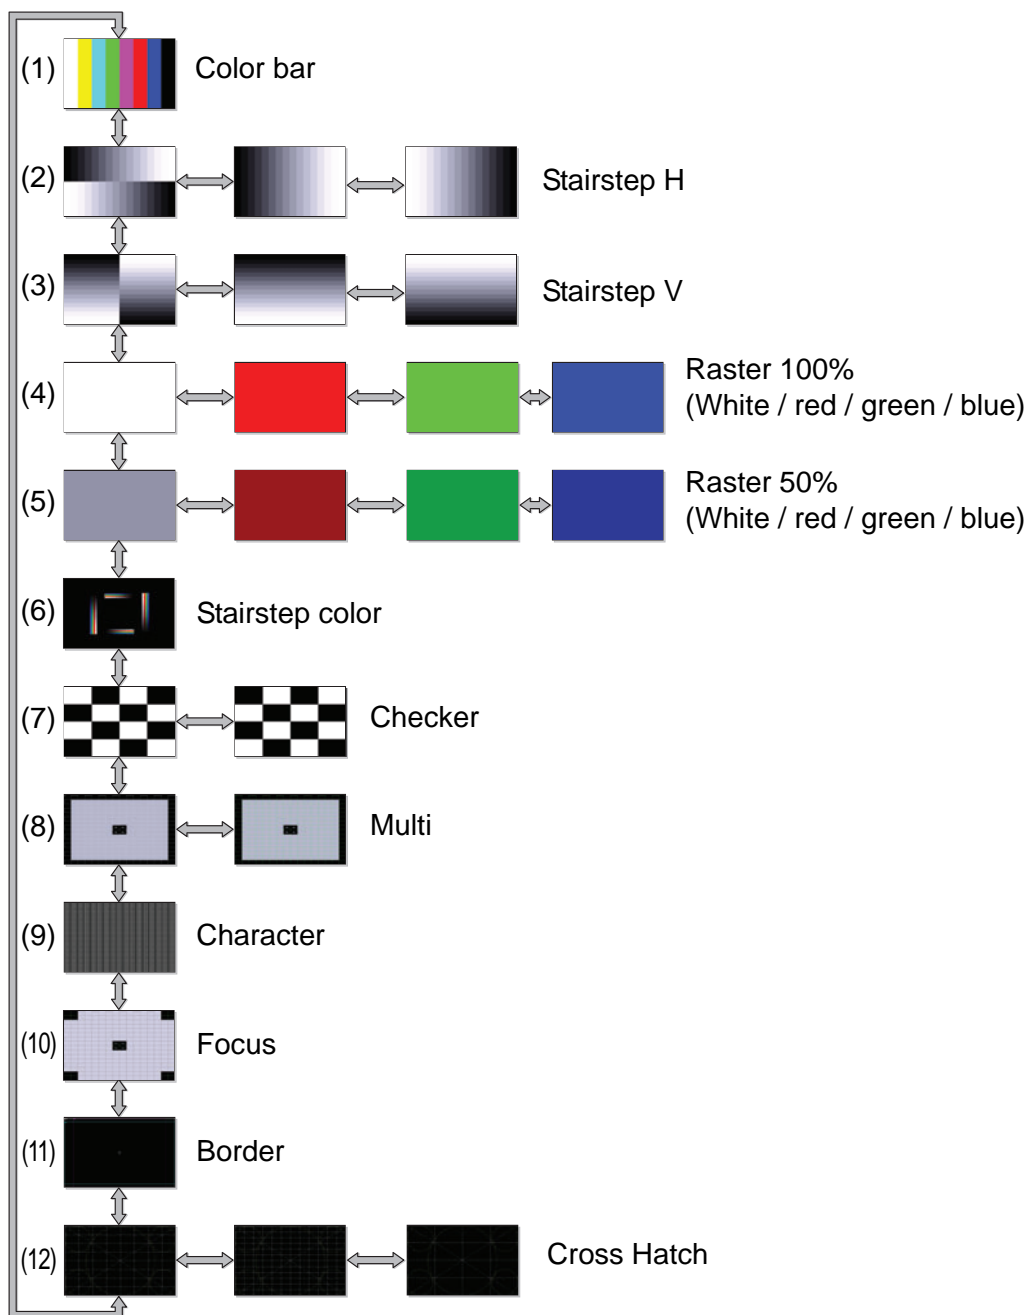 (1) Color bar
(2) Stairstep H
(3) Stairstep V
(4) Raster 100%
(White / red / green / blue)
(5) Raster 50%
(White / red / green / blue)
(6) Stairstep color
(7) Checker
(8) Multi
(9) Character
(10) Focus
(11) Border
(12) Cross Hatch